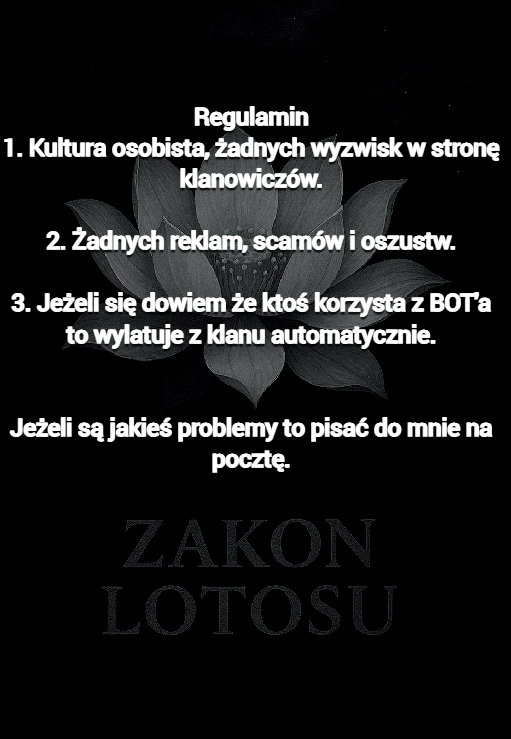 Regulamin
1. Kultura osobista, żadnych wyzwisk w stronę
klanowiczów.
2. Żadnych reklam, scamów i oszustw.
3. Jeżeli się dowiem że ktoś korzysta z BOT'a
to wylatuje z klanu automatycznie.
Jeżeli są jakieś problemy to pisać do mnie na
pocztę.
ZAKON
LOTOSU